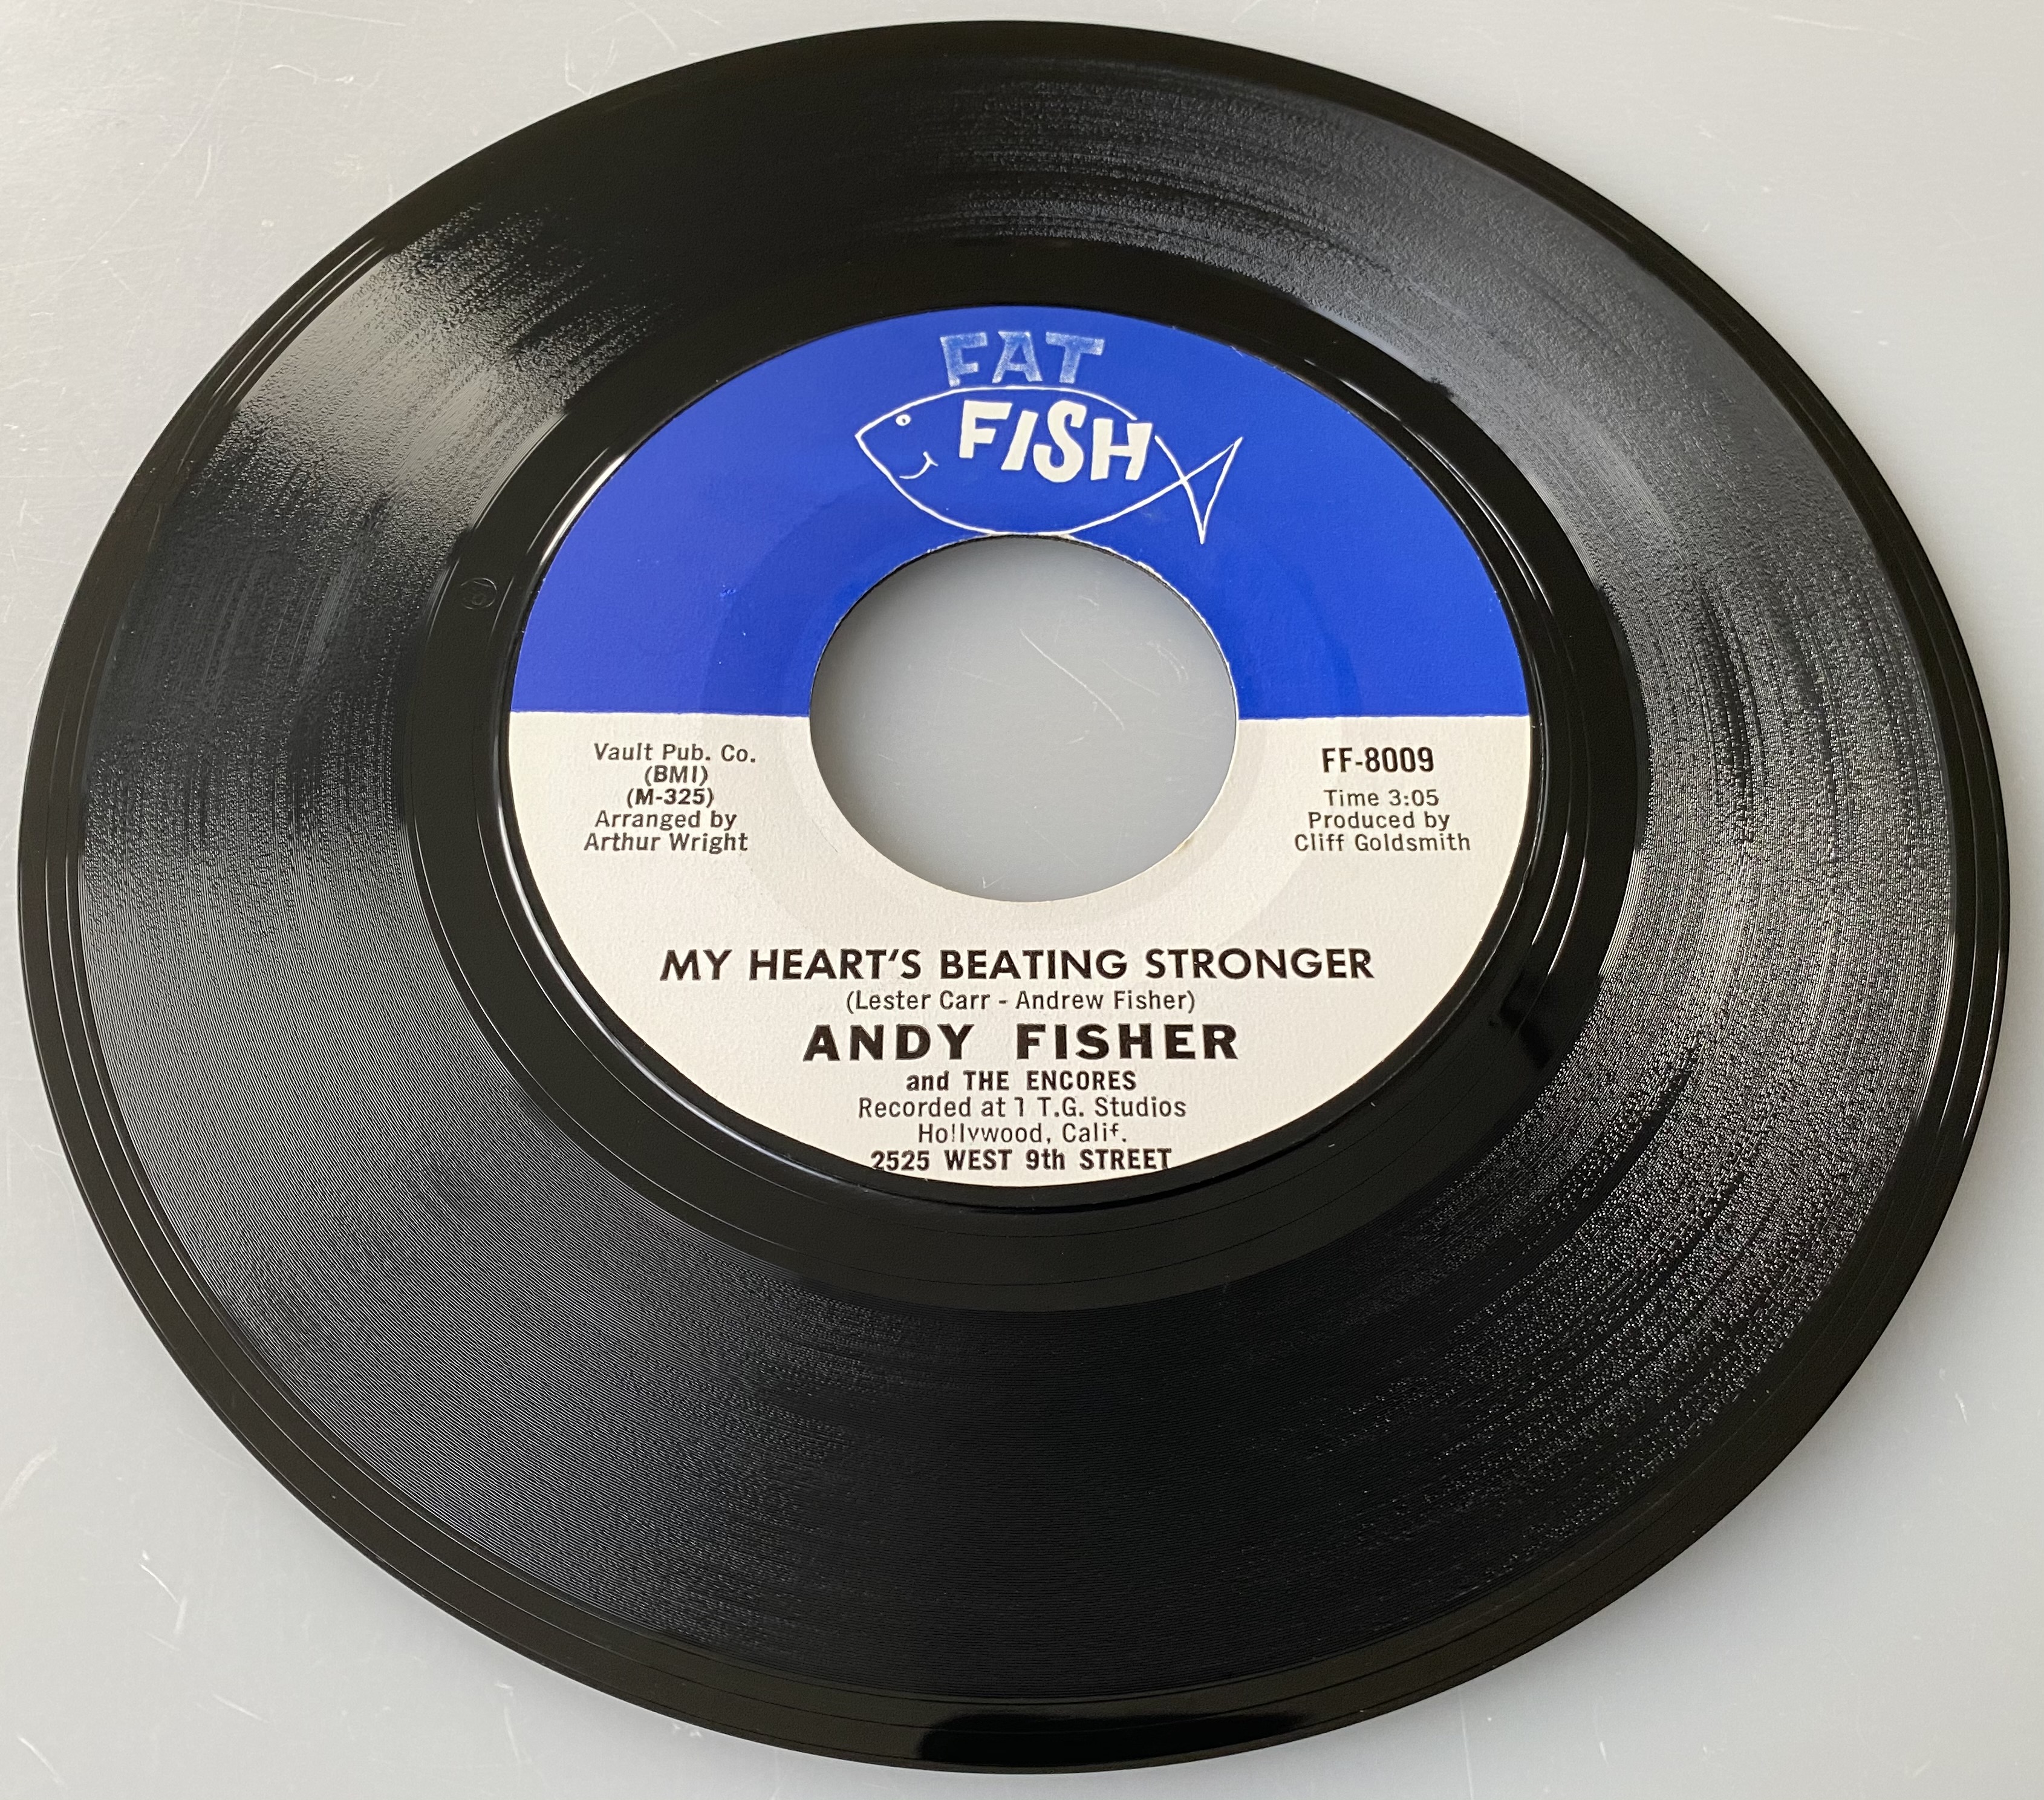 FAT
FISH
Vault Pub. Co.
(BMI)
(M-325)
Arranged by
Arthur Wright
FF-8009
Time 3:05
Produced by
Cliff Goldsmith
MY HEART'S BEATING STRONGER
(Lester Carr - Andrew Fisher)
ANDY FISHER
and THE ENCORES
Recorded at T.G. Studios
Hollywood, Calif.
2525 WEST 9th STREET